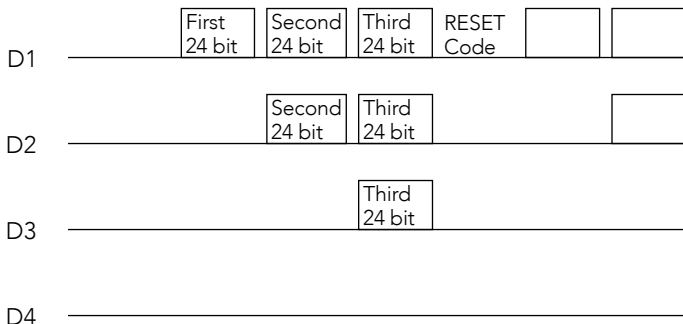 First Second Third RESET
24 bit 24 bit 24 bit Code
D1
Second Third
24 bit 24 bit
D2
Third
24 bit
D3
D4